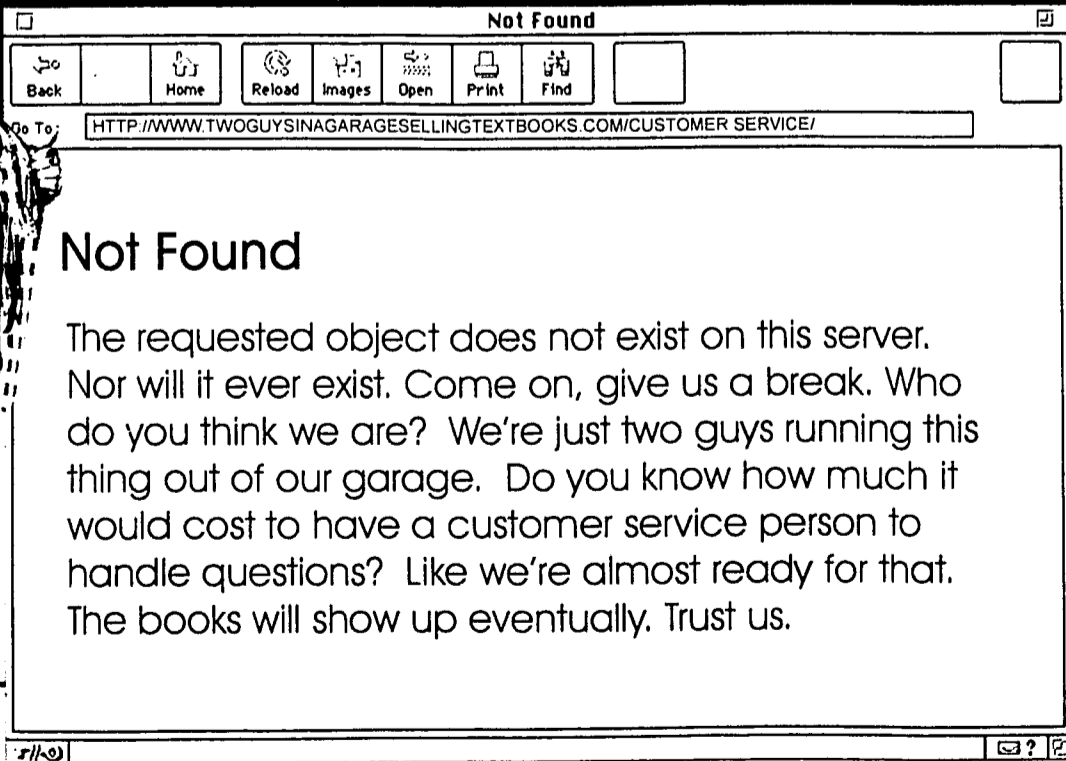 Not Found
Back Home Reload Images Open Print Find
Go To: HTTP://WWW.TWOGUYSINAGARAGESELLINGTEXTBOOKS.COM/CUSTOMER SERVICE/
Not Found
The requested object does not exist on this server.
Nor will it ever exist. Come on, give us a break. Who
do you think we are? We're just two guys running this
thing out of our garage. Do you know how much it
would cost to have a customer service person to
handle questions? Like we're almost ready for that.
The books will show up eventually. Trust us.
?